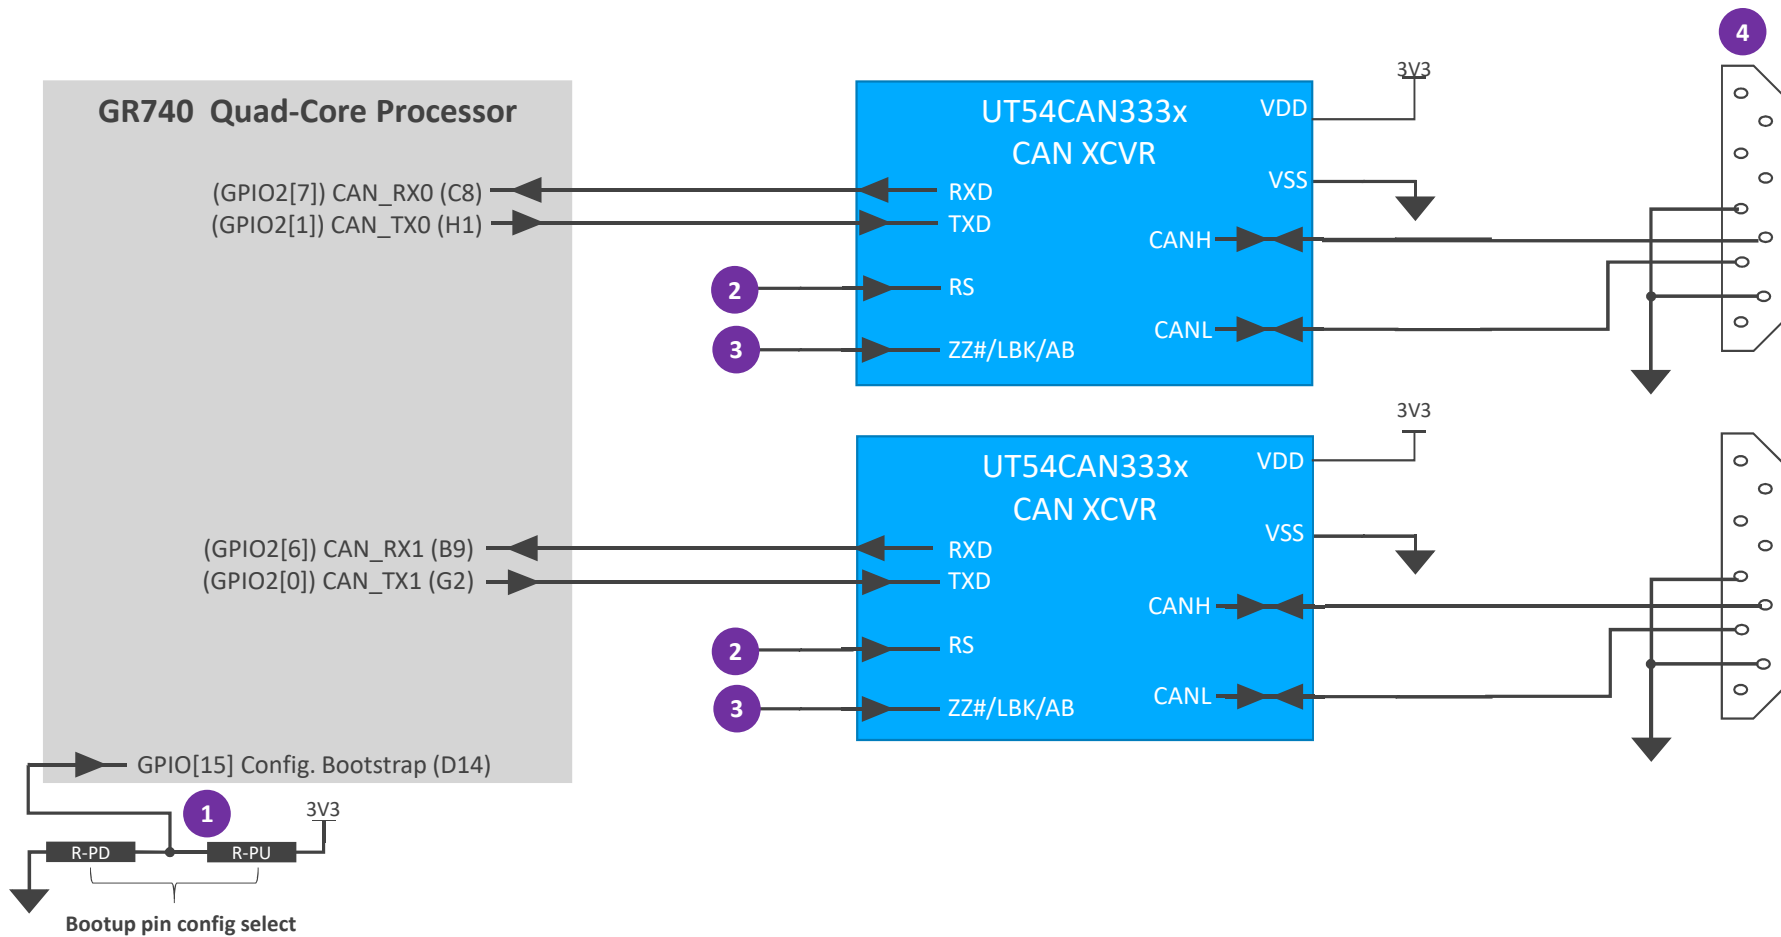 4
GR740  Quad-Core Processor
(GPIO2[7]) CAN_RX0 (C8)
(GPIO2[1]) CAN_TX0 (H1)
UT54CAN333x
CAN XCVR
VDD
3V3
VSS
RXD
TXD
CANH
2
RS
CANL
3
ZZ#/LBK/AB
3V3
UT54CAN333x
CAN XCVR
VDD
VSS
(GPIO2[6]) CAN_RX1 (B9)
(GPIO2[0]) CAN_TX1 (G2)
RXD
TXD
CANH
2
RS
CANL
3
ZZ#/LBK/AB
GPIO[15] Config. Bootstrap (D14)
1
3V3
R-PD
R-PU
Bootup pin config select